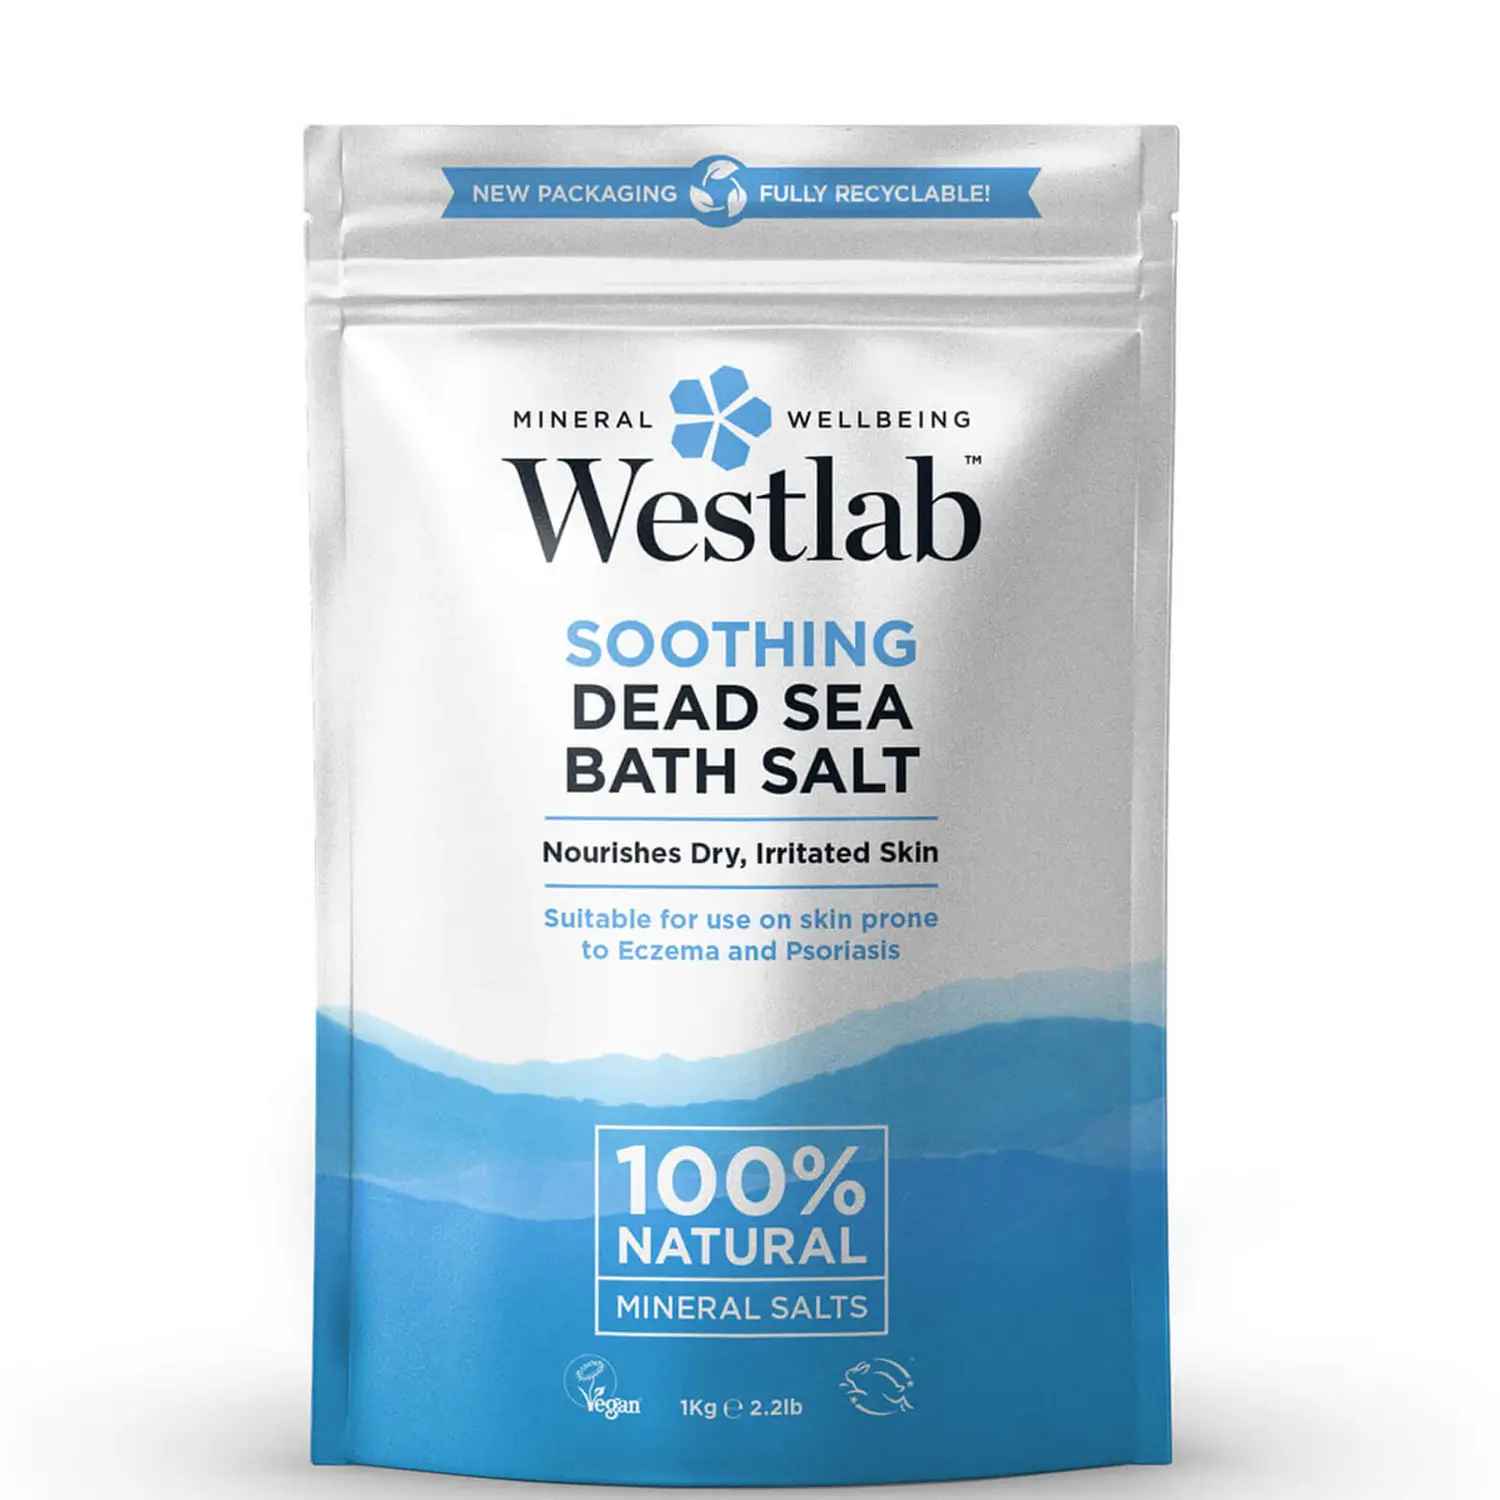 NEW PACKAGING FULLY RECYCLABLE!
MINERAL WELLBEING
Westlab™
SOOTHING
DEAD SEA
BATH SALT
Nourishes Dry, Irritated Skin
Suitable for use on skin prone
to Eczema and Psoriasis
100%
NATURAL
MINERAL SALTS
Vegan
1Kg ℮ 2.2lb